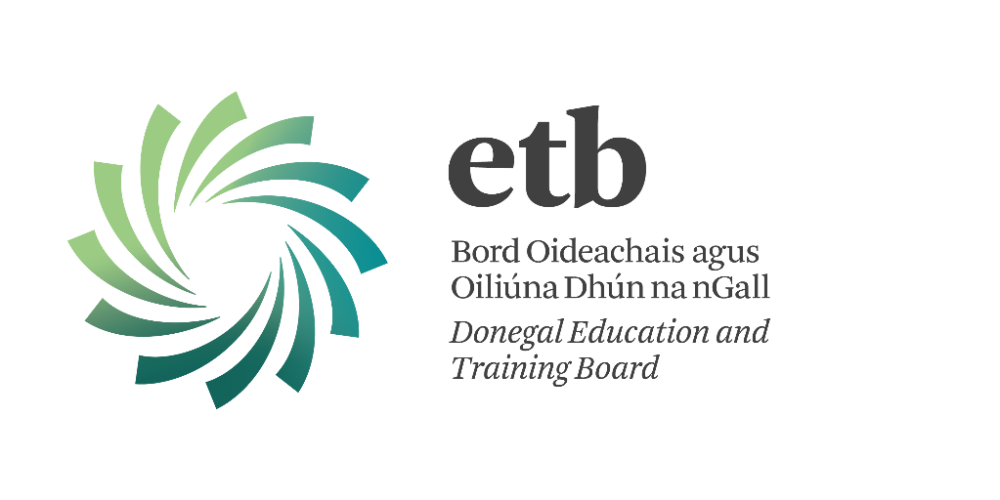 etb
Bord Oideachais agus
Oiliúna Dhún na nGall
Donegal Education and
Training Board